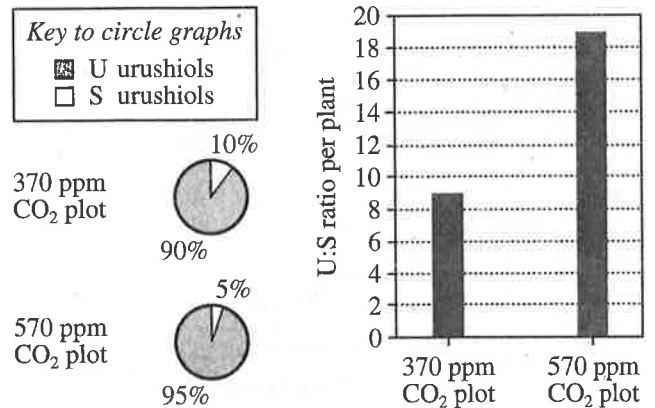 Key to circle graphs
U urushiols
S urushiols
10%
370 ppm
CO₂ plot
90%
5%
570 ppm
CO₂ plot
95%
U:S ratio per plant
20
18
16
14
12
10
8
6
4
2
0
370 ppm
CO₂ plot
570 ppm
CO₂ plot